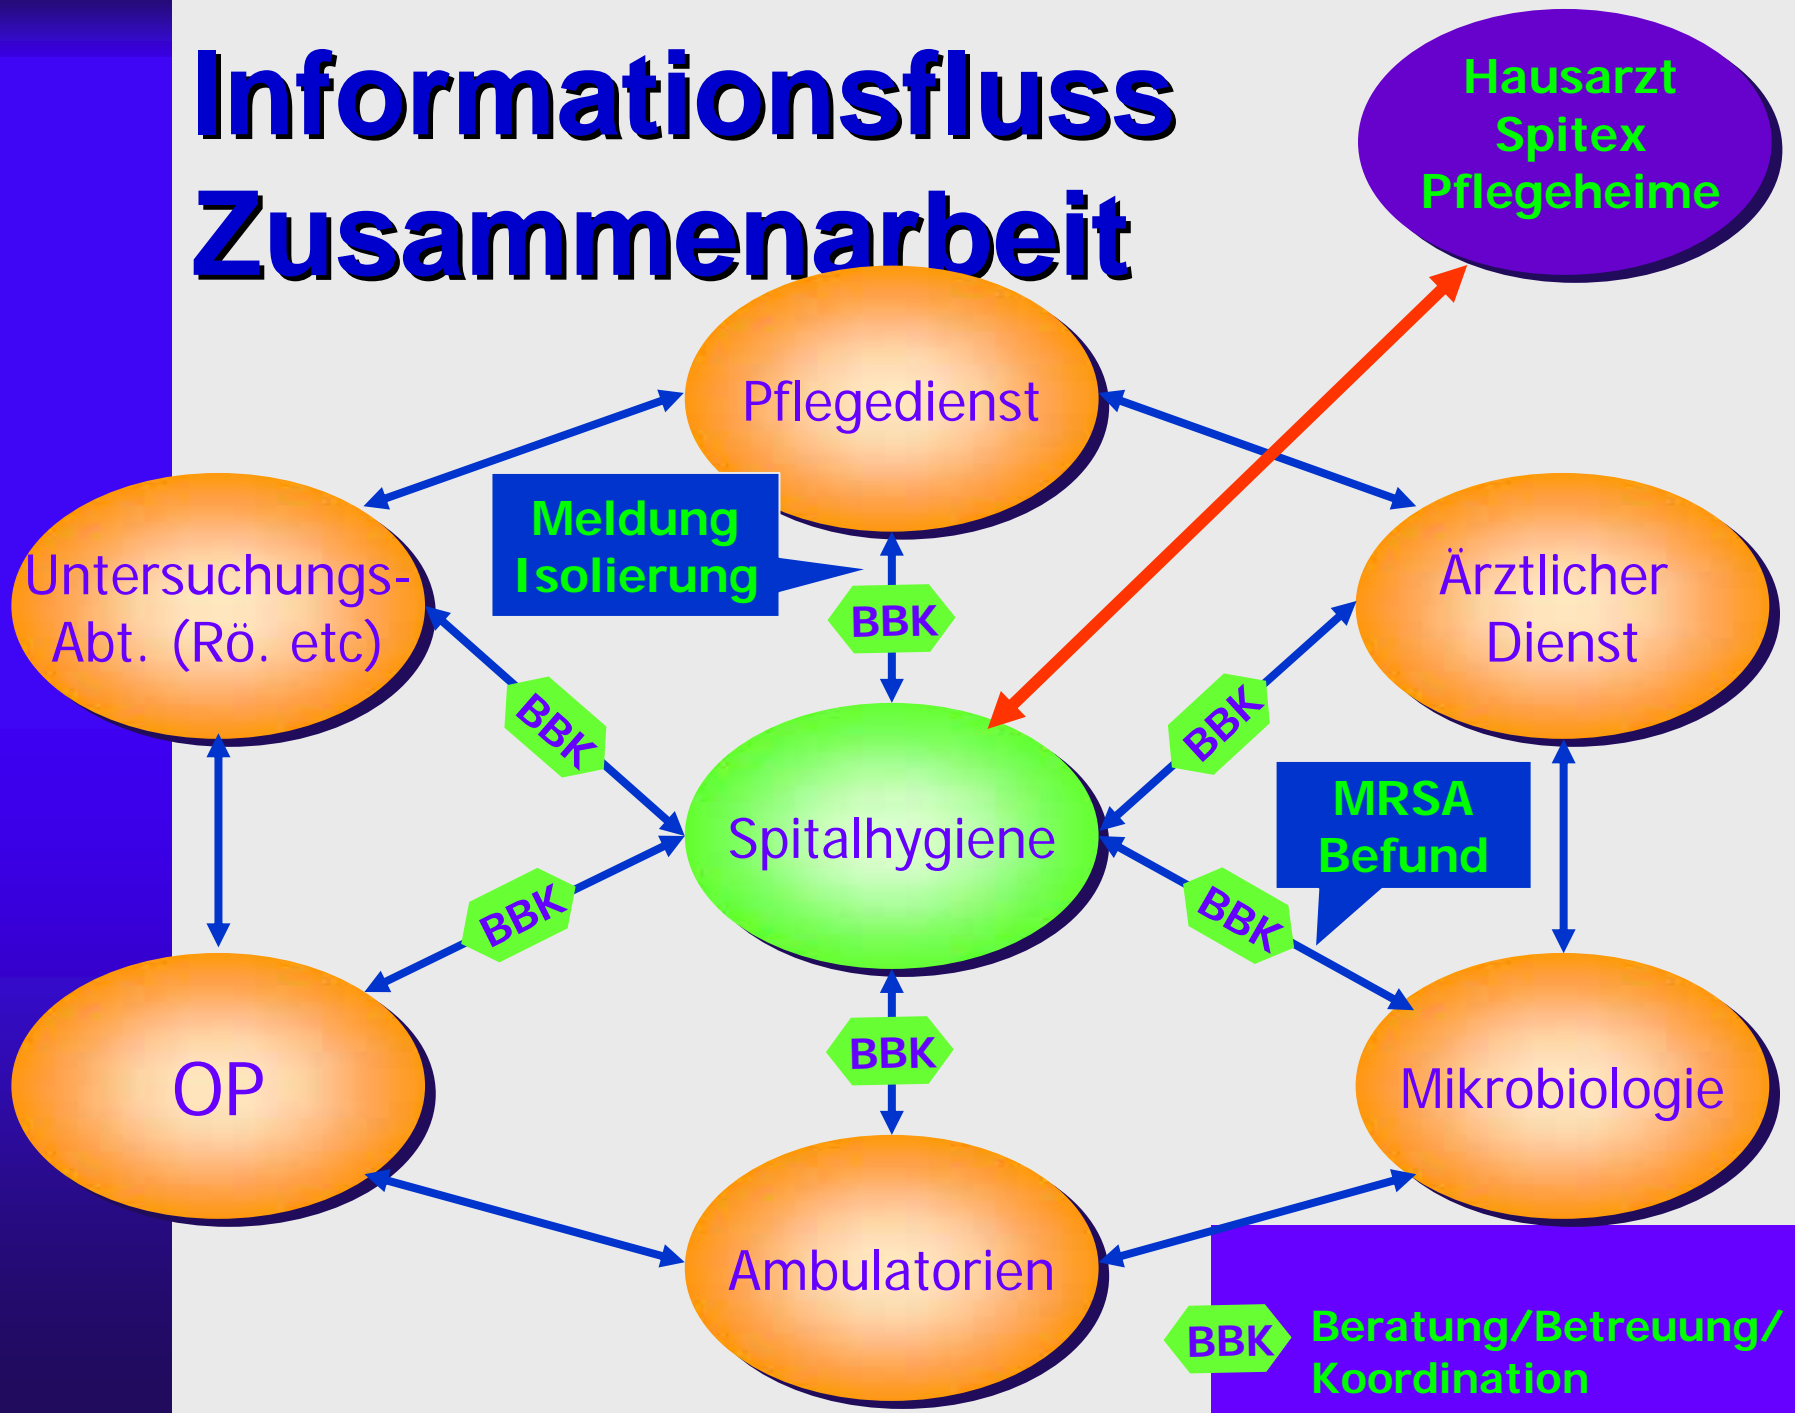 Informationsfluss
Zusammenarbeit
Hausarzt
Spitex
Pflegeheime
Pflegedienst
Meldung
Isolierung
Untersuchungs-
Abt. (Rö. etc)
Ärztlicher
Dienst
BBK
BBK
BBK
Spitalhygiene
MRSA
Befund
BBK
BBK
OP
BBK
Mikrobiologie
Ambulatorien
BBK
Beratung/Betreuung/
Koordination